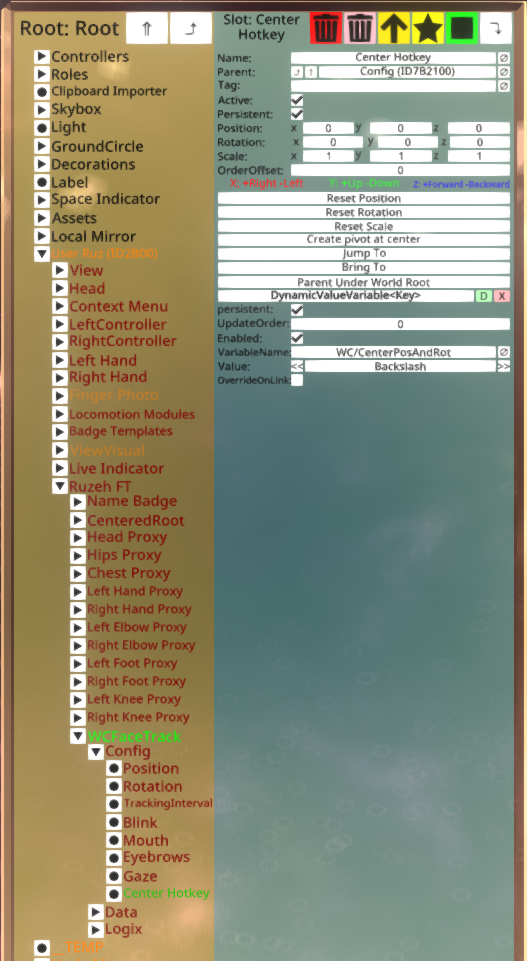 Root: Root
Controllers
Roles
Clipboard Importer
Skybox
Light
GroundCircle
Decorations
Label
Space Indicator
Assets
Local Mirror
User Ruz (ID2B00)
View
Head
Context Menu
LeftController
RightController
Left Hand
Right Hand
Finger Photo
Locomotion Modules
Badge Templates
ViewVisual
Live Indicator
Ruzeh FT
Name Badge
CenteredRoot
Head Proxy
Hips Proxy
Chest Proxy
Left Hand Proxy
Right Hand Proxy
Left Elbow Proxy
Right Elbow Proxy
Left Foot Proxy
Right Foot Proxy
Left Knee Proxy
Right Knee Proxy
WCFaceTrack
Config
Position
Rotation
TrackingInterval
Blink
Mouth
Eyebrows
Gaze
Center Hotkey
Data
Logix
__TEMP
Slot: Center
Hotkey
Name: Center Hotkey Ø
Parent: Config (ID7B2100)
Tag: Ø
Active:
Persistent:
Position: x 0 y 0 z 0
Rotation: x 0 y 0 z 0
Scale: x 1 y 1 z 1
OrderOffset: 0
X: +Right -Left Y: +Up -Down Z: +Forward -Backward
Reset Position
Reset Rotation
Reset Scale
Create pivot at center
Jump To
Bring To
Parent Under World Root
DynamicValueVariable<Key> D X
persistent:
UpdateOrder: 0
Enabled:
VariableName: WC/CenterPosAndRot Ø
Value: << Backslash >>
OverrideOnLink: